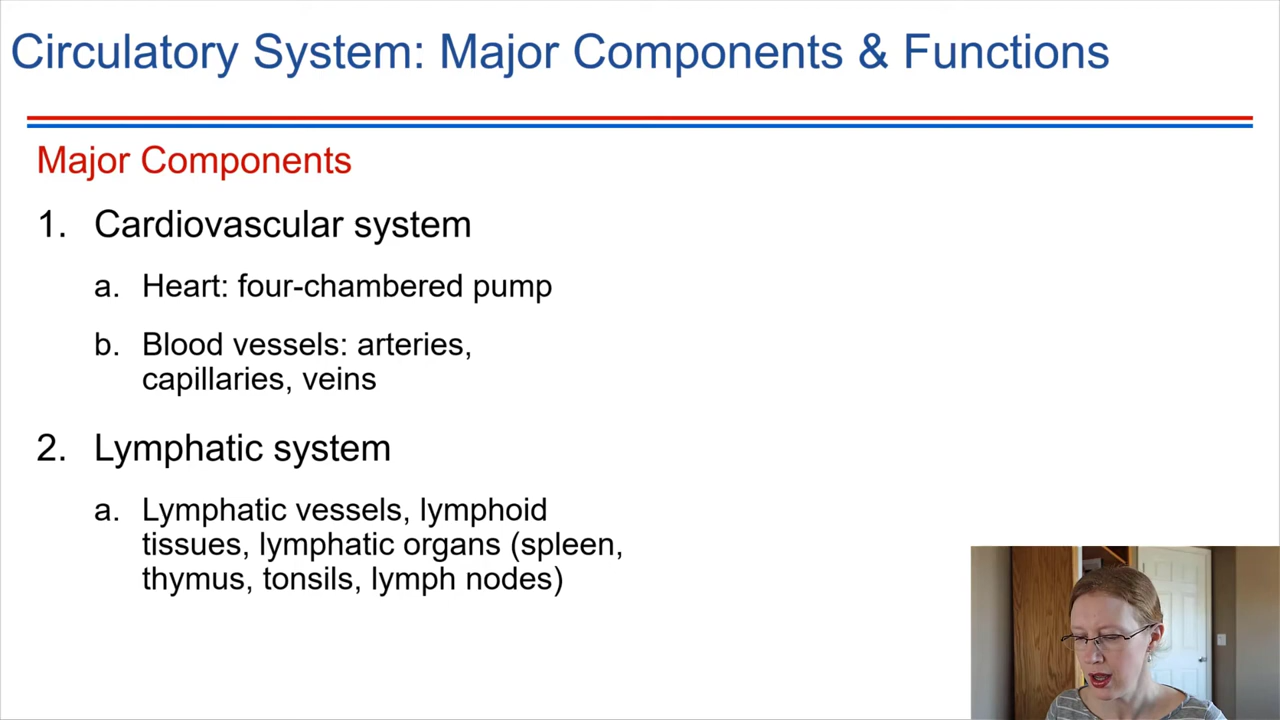 Circulatory System: Major Components & Functions
Major Components
1. Cardiovascular system
a. Heart: four-chambered pump
b. Blood vessels: arteries,
capillaries, veins
2. Lymphatic system
a. Lymphatic vessels, lymphoid
tissues, lymphatic organs (spleen,
thymus, tonsils, lymph nodes)